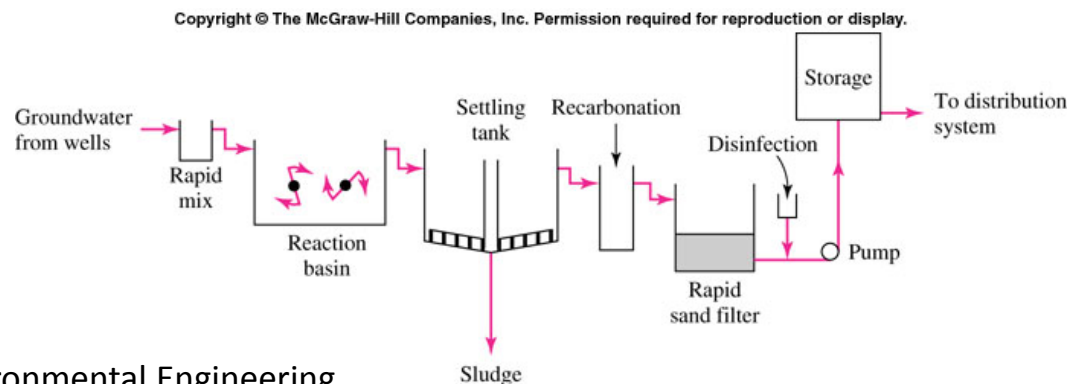 Copyright © The McGraw-Hill Companies, Inc. Permission required for reproduction or display.
Storage
Groundwater
from wells
Rapid
mix
Reaction
basin
Settling
tank
Recarbonation
Disinfection
To distribution
system
Pump
Rapid
sand filter
Sludge
Engineering